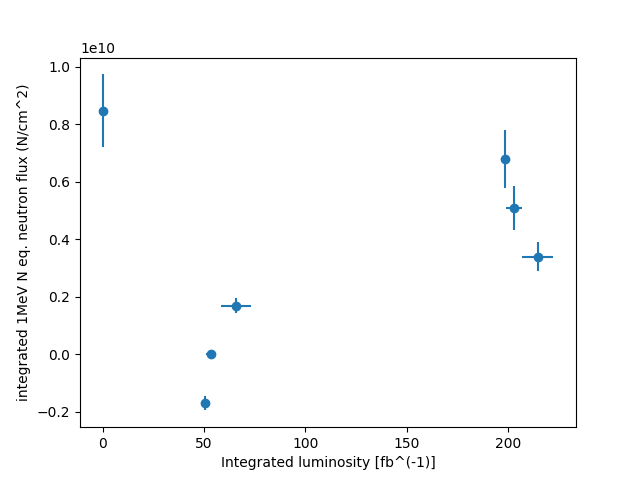 1e10
1.0
0.8
0.6
0.4
0.2
0.0
−0.2
integrated 1MeV N eq. neutron flux (N/cm^2)
0 50 100 150 200
Integrated luminosity [fb^(-1)]